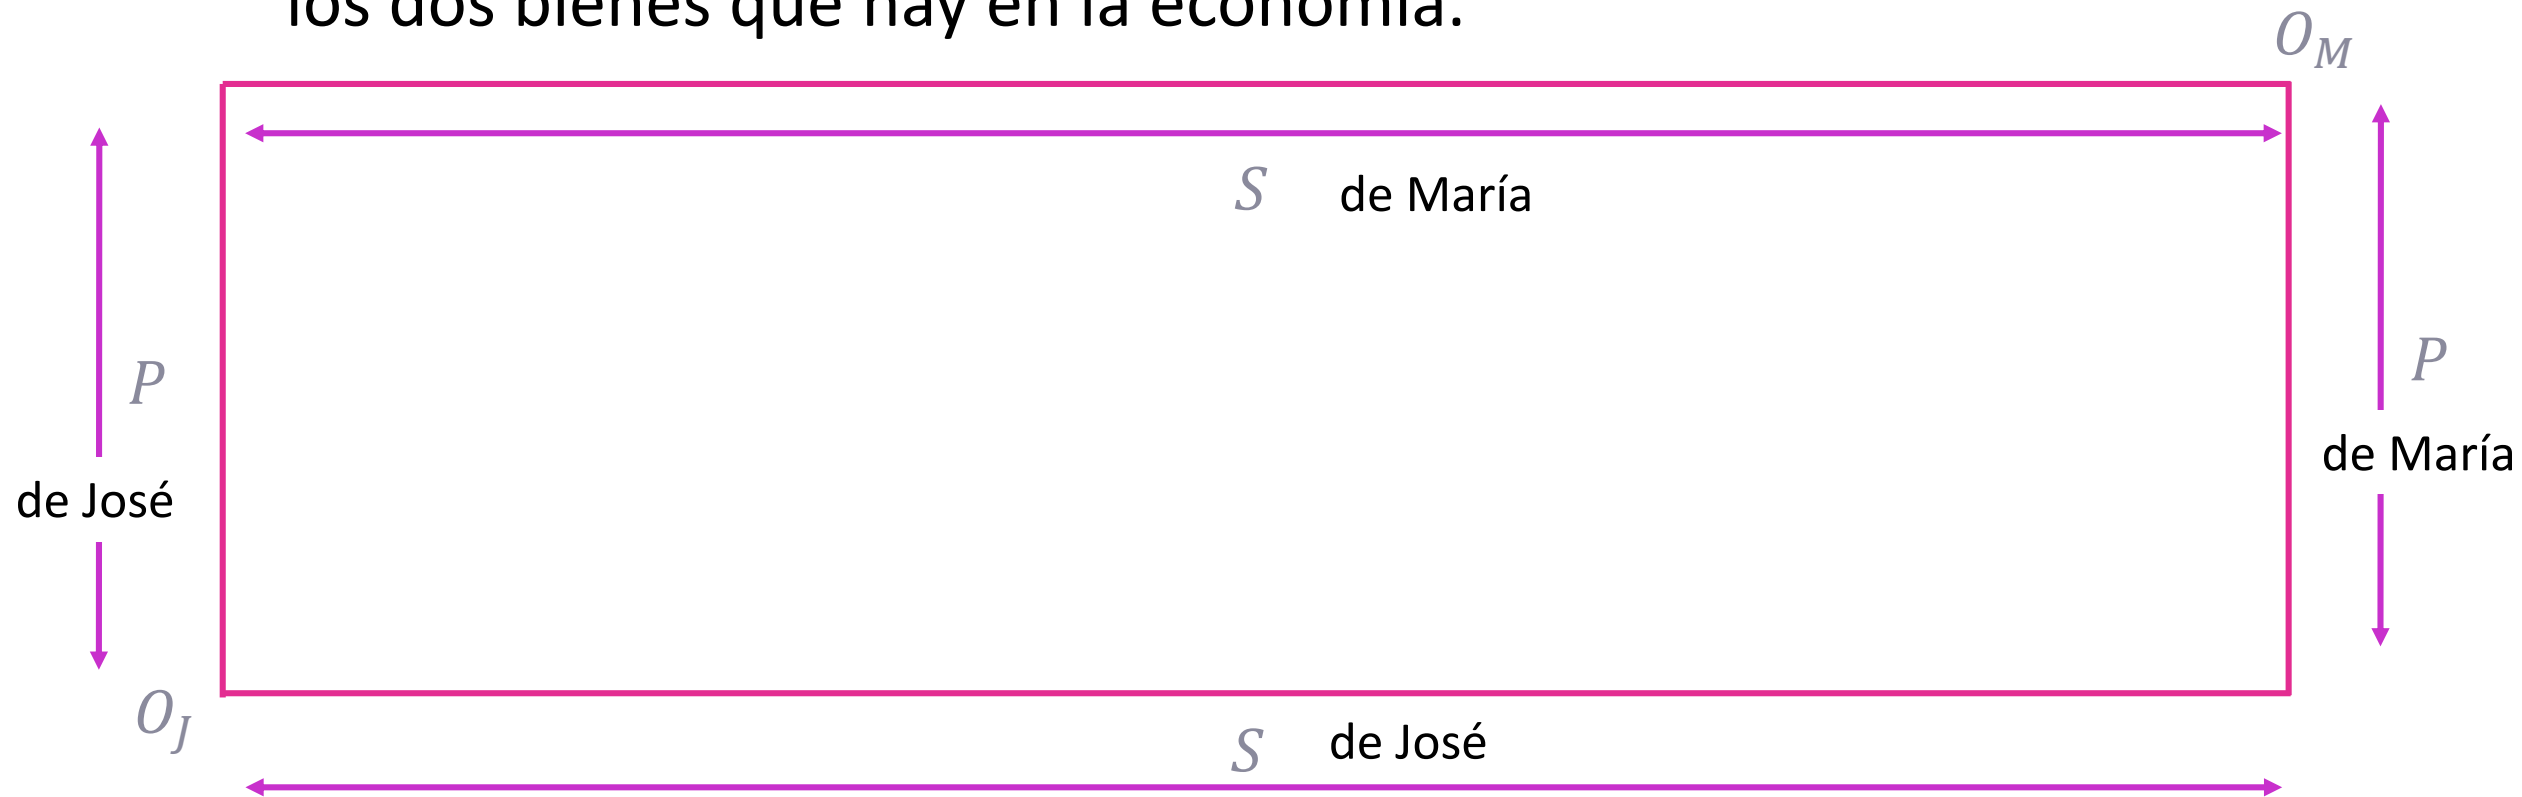 los dos bienes que hay en la economía.
O_M
S de María
P
P
de María
de José
O_J
S de José